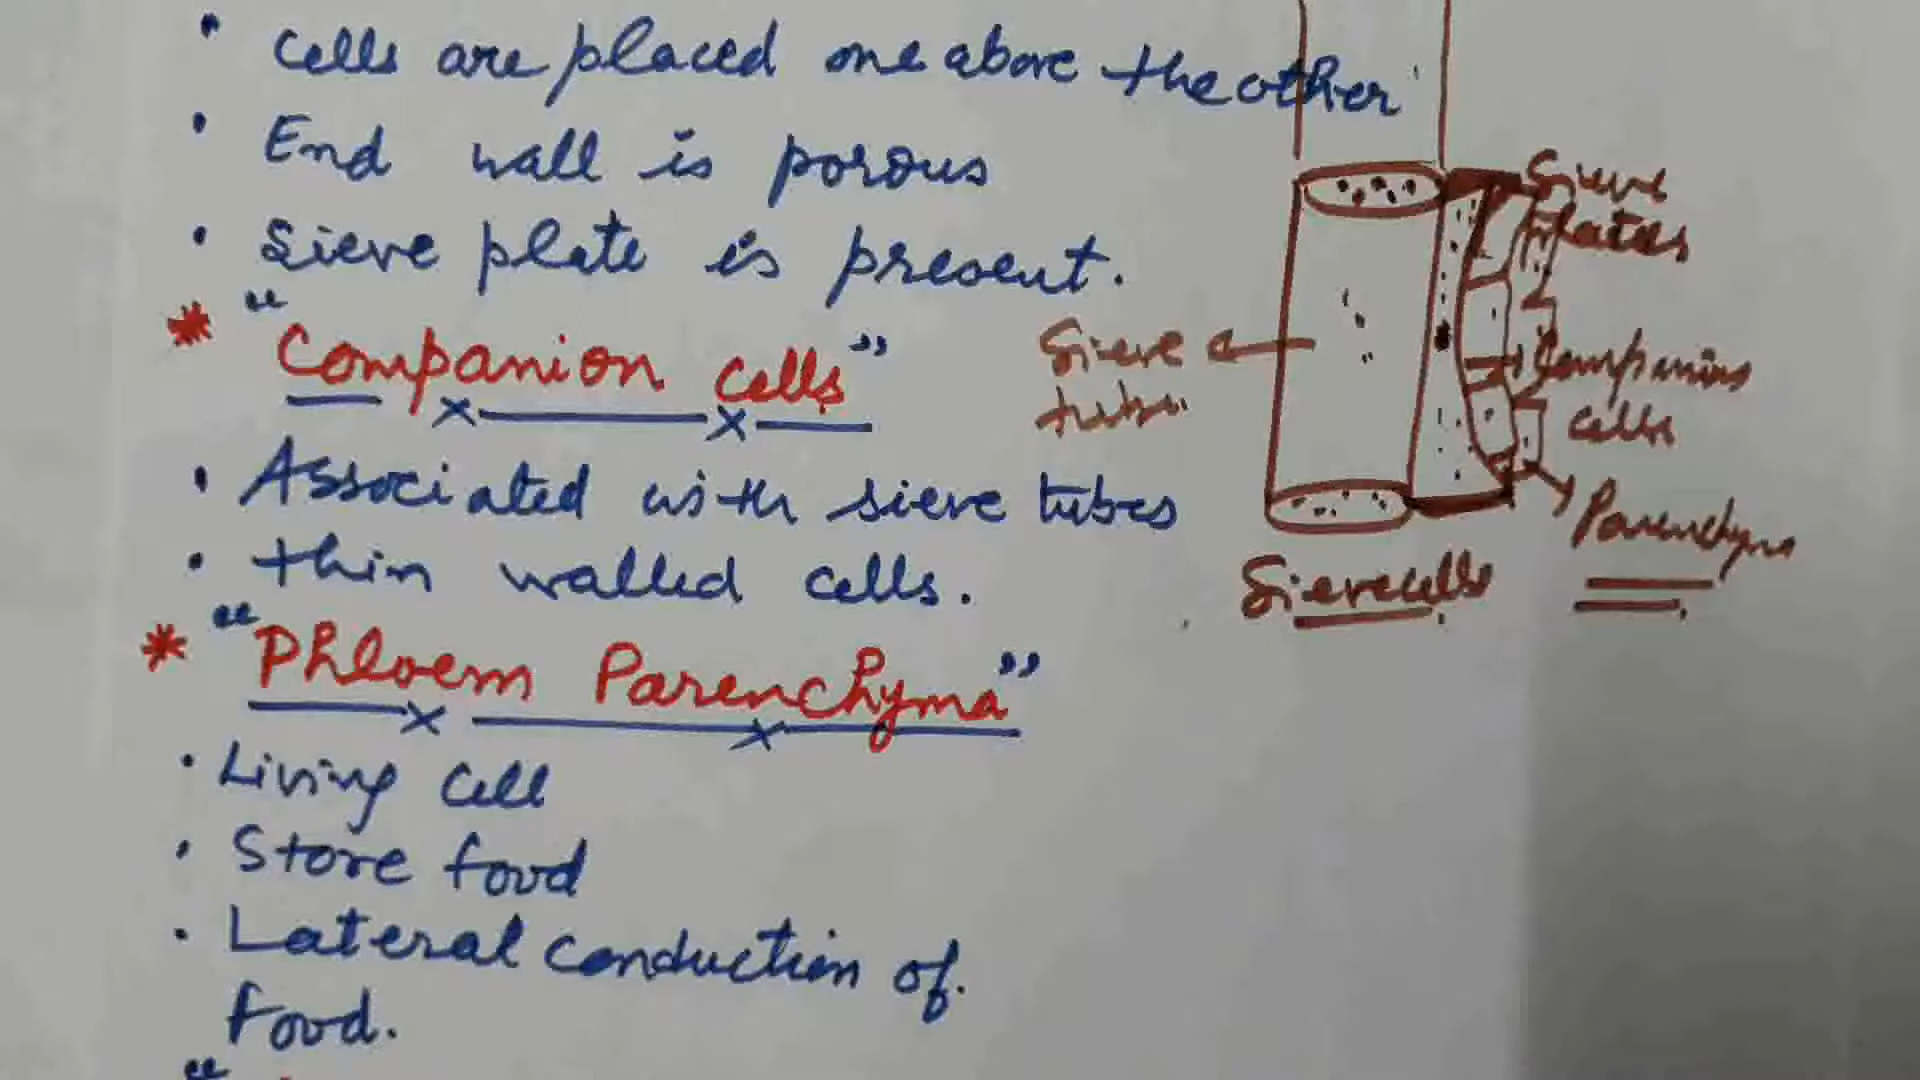 • Cells are placed one above the other
• End wall is porous
• Sieve plate is present.
* "Companion Cells"
• Associated with sieve tubes
• thin walled cells.
* "Phloem Parenchyma"
• Living Cell
• Store food
• Lateral conduction of.
food.
Sieve
plates
Sieve
tube
Companion
cells
Parenchyma
Sieve cells